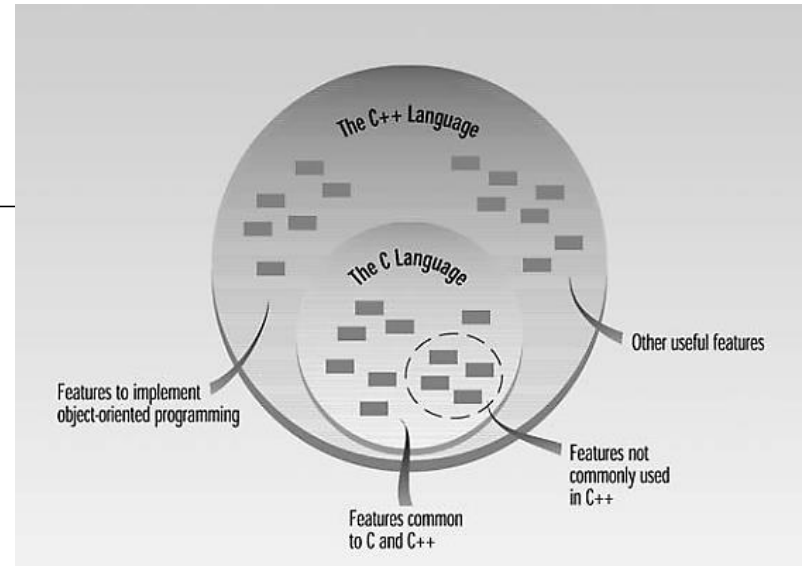 The C++ Language
The C Language
Other useful features
Features to implement
object-oriented programming
Features not
commonly used
in C++
Features common
to C and C++